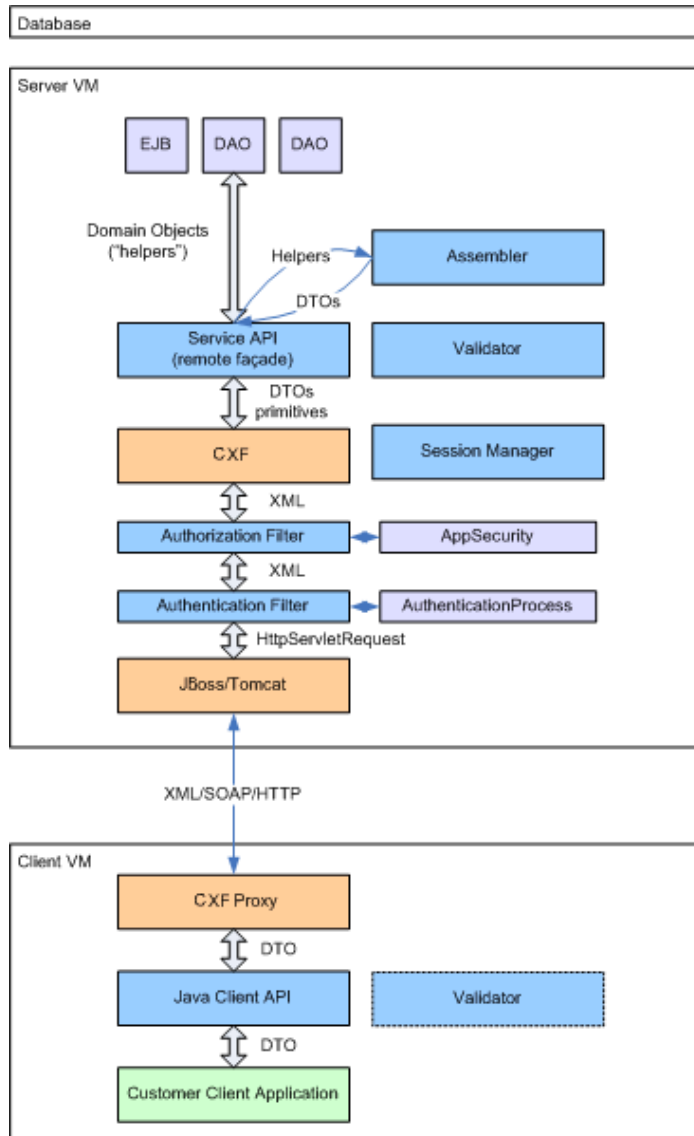 Database
Server VM
EJB
DAO
DAO
Domain Objects
("helpers")
Helpers
Assembler
DTOs
Service API
(remote façade)
Validator
DTOs
primitives
CXF
Session Manager
XML
Authorization Filter
AppSecurity
XML
Authentication Filter
AuthenticationProcess
HttpServletRequest
JBoss/Tomcat
XML/SOAP/HTTP
Client VM
CXF Proxy
DTO
Java Client API
Validator
DTO
Customer Client Application